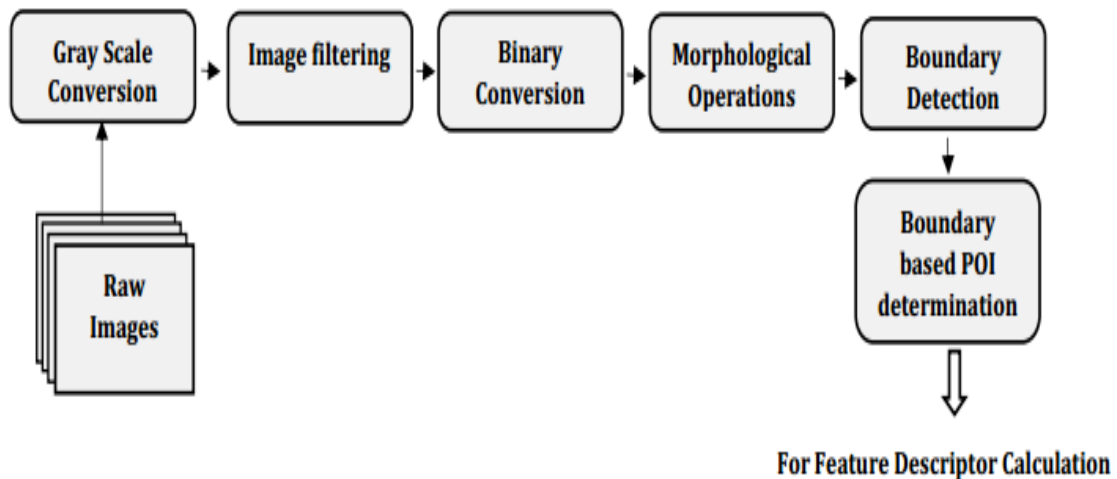 Gray Scale
Conversion
Image filtering
Binary
Conversion
Morphological
Operations
Boundary
Detection
Raw
Images
Boundary
based POI
determination
For Feature Descriptor Calculation